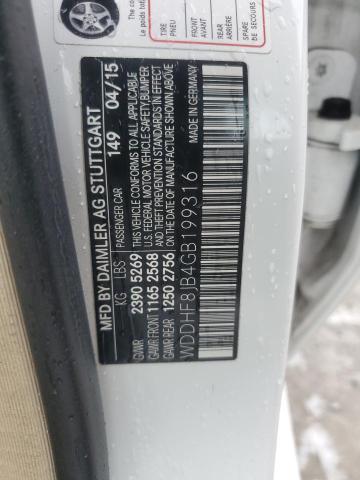 MFD BY DAIMLER AG STUTTGART
PASSENGER CAR 149 04/15
KG LBS
GVWR 2390 5269
GAWR FRONT 1165 2568
GAWR REAR 1250 2756
THIS VEHICLE CONFORMS TO ALL APPLICABLE
U.S. FEDERAL MOTOR VEHICLE SAFETY, BUMPER
AND THEFT PREVENTION STANDARDS IN EFFECT
ON THE DATE OF MANUFACTURE SHOWN ABOVE
WDDHF8JB4GB199316
MADE IN GERMANY
TIRE
PNEU
FRONT
AVANT
REAR
ARRIÈRE
SPARE
DE SECOURS